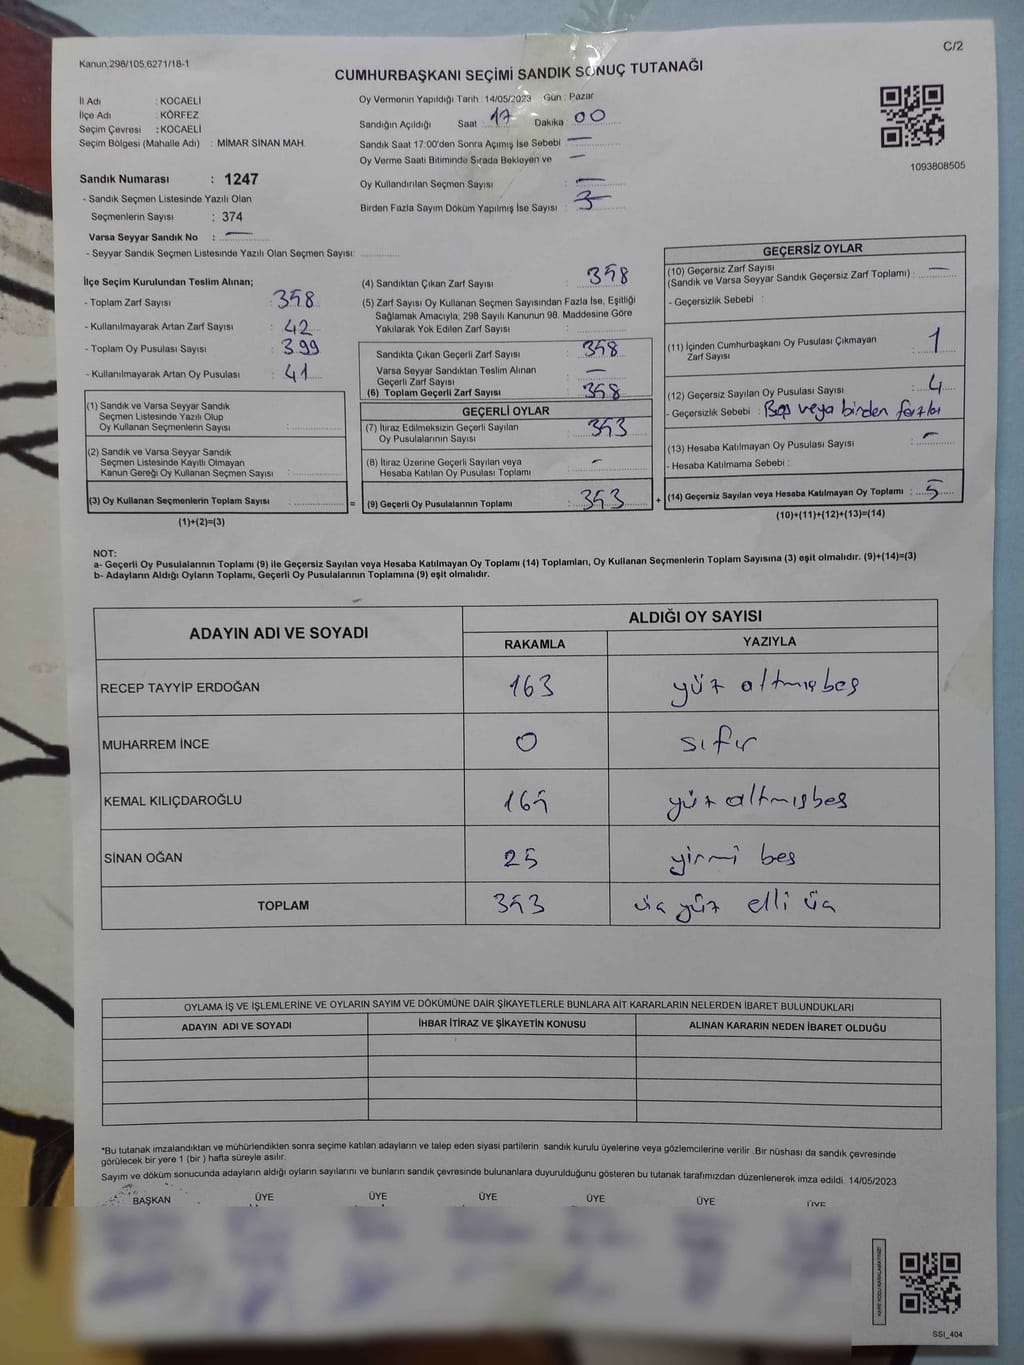 C/2
Kanun,298/105,6271/18-1
CUMHURBAŞKANI SEÇİMİ SANDIK SONUÇ TUTANAĞI
İl Adı : KOCAELİ
İlçe Adı : KÖRFEZ
Seçim Çevresi : KOCAELİ
Seçim Bölgesi (Mahalle Adı) : MİMAR SİNAN MAH.
Sandık Numarası : 1247
- Sandık Seçmen Listesinde Yazılı Olan
Seçmenlerin Sayısı : 374
Varsa Seyyar Sandık No : —
- Seyyar Sandık Seçmen Listesinde Yazılı Olan Seçmen Sayısı:
Oy Vermenin Yapıldığı Tarih : 14/05/2023 Gün : Pazar
Sandığın Açıldığı Saat : 17 Dakika : 00
Sandık Saat 17:00'den Sonra Açımış İse Sebebi : —
Oy Verme Saati Bitiminde Sırada Bekleyen ve —
Oy Kullandırılan Seçmen Sayısı : —
Birden Fazla Sayım Döküm Yapılmış İse Sayısı :
1093808505
İlçe Seçim Kurulundan Teslim Alınan;
- Toplam Zarf Sayısı :
- Kullanılmayarak Artan Zarf Sayısı : 42
- Toplam Oy Pusulası Sayısı : 399
- Kullanılmayarak Artan Oy Pusulası : 41
(1) Sandık ve Varsa Seyyar Sandık
Seçmen Listesinde Yazılı Olup
Oy Kullanan Seçmenlerin Sayısı :
(2) Sandık ve Varsa Seyyar Sandık
Seçmen Listesinde Kayıtlı Olmayan
Kanun Gereği Oy Kullanan Seçmen Sayısı :
(3) Oy Kullanan Seçmenlerin Toplam Sayısı : =
(1)+(2)=(3)
(4) Sandıktan Çıkan Zarf Sayısı : 358
(5) Zarf Sayısı Oy Kullanan Seçmen Sayısından Fazla İse, Eşitliği
Sağlamak Amacıyla; 298 Sayılı Kanunun 98. Maddesine Göre
Yakılarak Yok Edilen Zarf Sayısı :
Sandıkta Çıkan Geçerli Zarf Sayısı : 358
Varsa Seyyar Sandıktan Teslim Alınan
Geçerli Zarf Sayısı : —
(6) Toplam Geçerli Zarf Sayısı : 358
GEÇERLİ OYLAR
(7) İtiraz Edilmeksizin Geçerli Sayılan
Oy Pusulalarının Sayısı : 353
(8) İtiraz Üzerine Geçerli Sayılan veya
Hesaba Katılan Oy Pusulası Toplamı : —
(9) Geçerli Oy Pusulalarının Toplamı : 353 +
GEÇERSİZ OYLAR
(10) Geçersiz Zarf Sayısı
(Sandık ve Varsa Seyyar Sandık Geçersiz Zarf Toplamı) : —
- Geçersizlik Sebebi :
(11) İçinden Cumhurbaşkanı Oy Pusulası Çıkmayan
Zarf Sayısı : 1
(12) Geçersiz Sayılan Oy Pusulası Sayısı : 4
- Geçersizlik Sebebi : Boş veya birden fazla
(13) Hesaba Katılmayan Oy Pusulası Sayısı : —
- Hesaba Katılmama Sebebi :
(14) Geçersiz Sayılan veya Hesaba Katılmayan Oy Toplamı : 5
(10)+(11)+(12)+(13)=(14)
NOT:
a- Geçerli Oy Pusulalarının Toplamı (9) ile Geçersiz Sayılan veya Hesaba Katılmayan Oy Toplamı (14) Toplamları, Oy Kullanan Seçmenlerin Toplam Sayısına (3) eşit olmalıdır. (9)+(14)=(3)
b- Adayların Aldığı Oyların Toplamı, Geçerli Oy Pusulalarının Toplamına (9) eşit olmalıdır.
ADAYIN ADI VE SOYADI ALDIĞI OY SAYISI
RAKAMLA YAZIYLA
RECEP TAYYİP ERDOĞAN 163 yüz altmışbeş
MUHARREM İNCE 0 sıfır
KEMAL KILIÇDAROĞLU 165 yüz altmışbeş
SİNAN OĞAN 25 yirmi beş
TOPLAM 353 üç yüz elli üç
OYLAMA İŞ VE İŞLEMLERİNE VE OYLARIN SAYIM VE DÖKÜMÜNE DAİR ŞİKAYETLERLE BUNLARA AİT KARARLARIN NELERDEN İBARET BULUNDUKLARI
ADAYIN ADI VE SOYADI İHBAR İTİRAZ VE ŞİKAYETİN KONUSU ALINAN KARARIN NEDEN İBARET OLDUĞU
*Bu tutanak imzalandıktan ve mühürlendikten sonra seçime katılan adayların ve talep eden siyasi partilerin sandık kurulu üyelerine veya gözlemcilerine verilir .Bir nüshası da sandık çevresinde
görülecek bir yere 1 (bir ) hafta süreyle asılır.
Sayım ve döküm sonucunda adayların aldığı oyların sayılarını ve bunların sandık çevresinde bulunanlara duyurulduğunu gösteren bu tutanak tarafımızdan düzenlenerek imza edildi. 14/05/2023
BAŞKAN ÜYE ÜYE ÜYE ÜYE ÜYE ÜYE
SSI_404